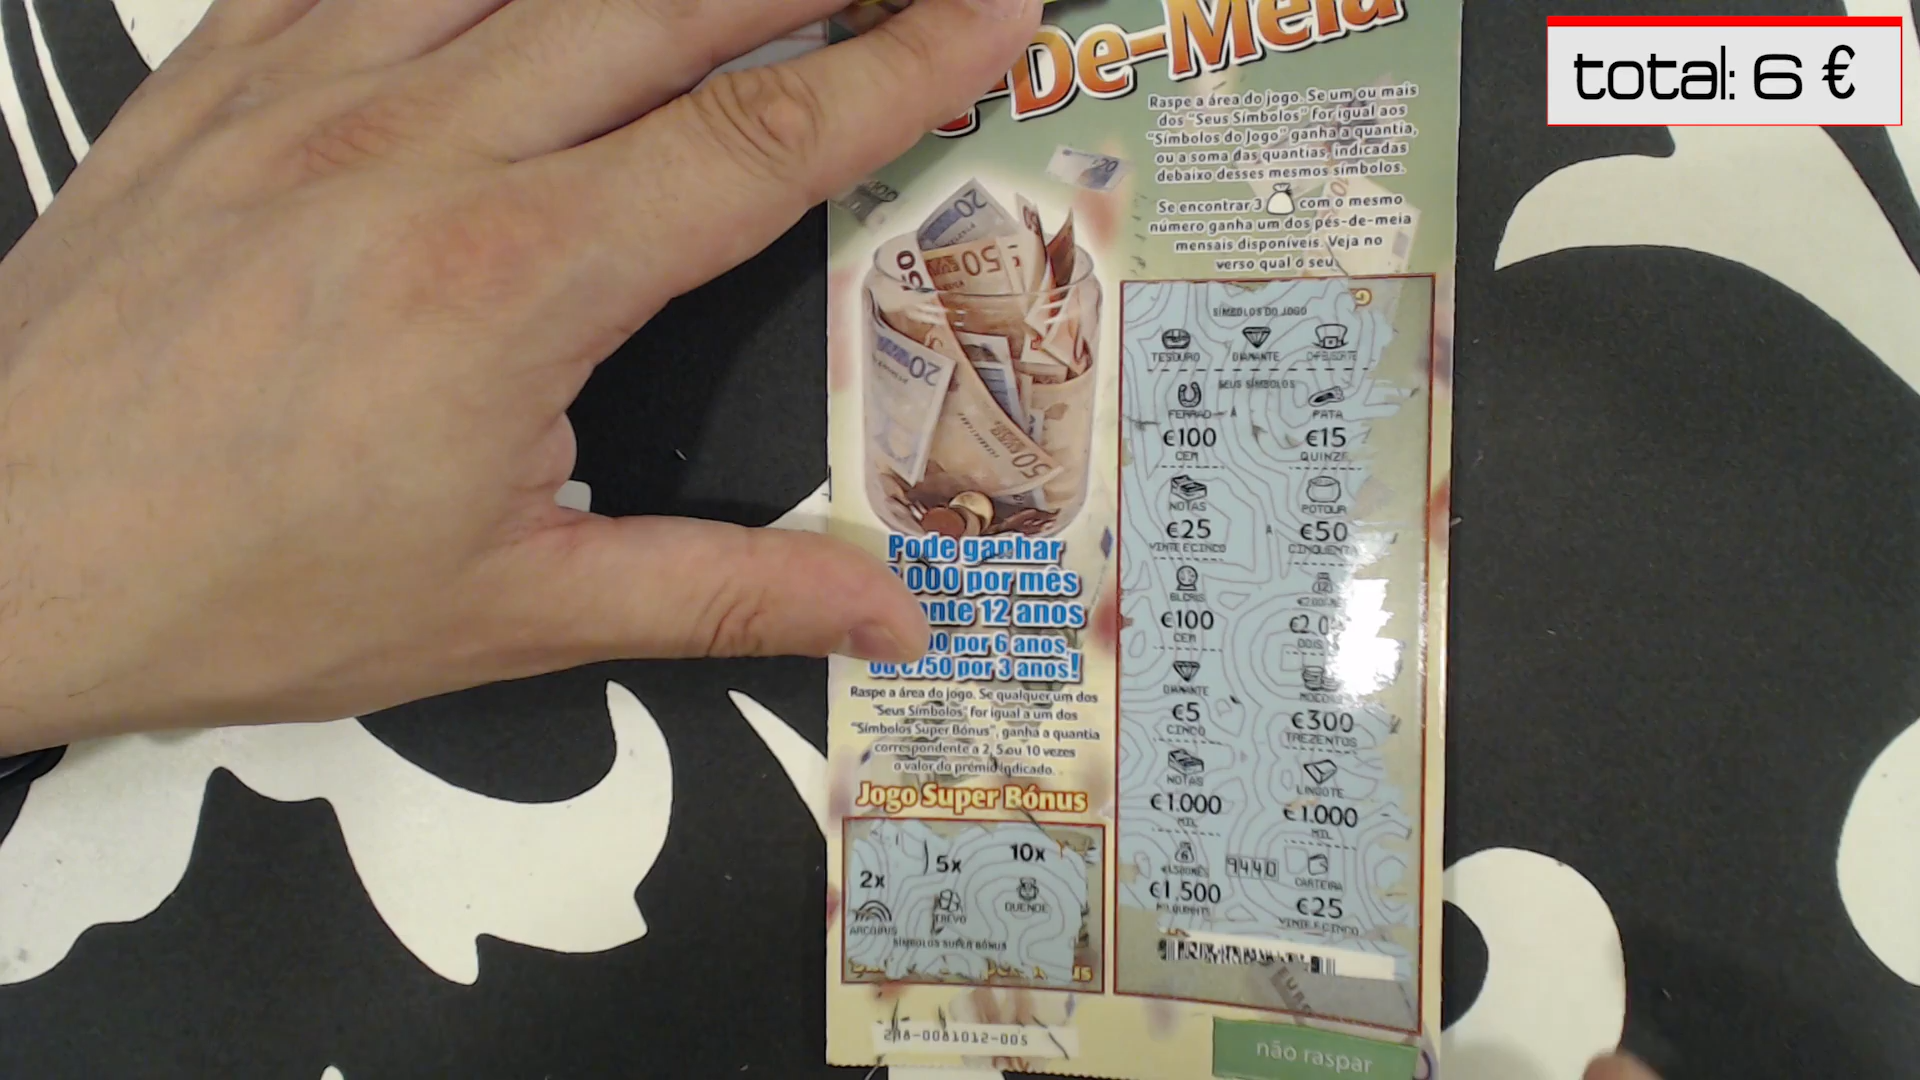 total: 6 €
-De-Meia
Raspe a área do jogo. Se um ou mais
dos "Seus Símbolos" for igual aos
"Símbolos do Jogo" ganha a quantia,
ou a soma das quantias, indicadas
debaixo desses mesmos símbolos.
Se encontrar 3 com o mesmo
número ganha um dos pés-de-meia
mensais disponíveis. Veja no
verso qual o seu.
SÍMBOLOS DO JOGO
TESOURO DIAMANTE
SEUS SÍMBOLOS
PATA
€100 €15
CEM QUINZE
NOTAS
€25 €50
VINTE E CINCO CINQUENTA
€100
CEM
DIAMANTE
€5 €300
CINCO TREZENTOS
NOTAS LINGOTE
€1.000 €1.000
MIL MIL
9440 CARTEIRA
€1.500 €25
VINTE E CINCO
Pode ganhar
000 por mês
nte 12 anos
00 por 6 anos,
ou €750 por 3 anos!
Raspe a área do jogo. Se qualquer um dos
"Seus Símbolos" for igual a um dos
"Símbolos Super Bónus", ganha a quantia
correspondente a 2, 5 ou 10 vezes
o valor do prémio indicado.
Jogo Super Bónus
2x 5x 10x
TREVO DUENDE
SÍMBOLOS SUPER BÓNUS
-0081012-005
não raspar